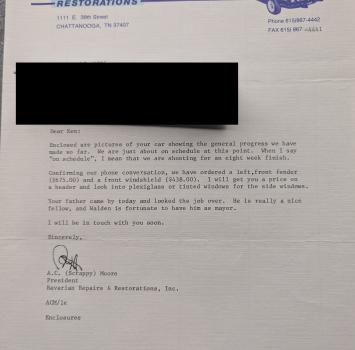 RESTORATIONS
1111 E. 38th Street
CHATTANOOGA, TN 37407
Phone 615/867-4442
FAX 615/ 867 -4441
Dear Ken:
Enclosed are pictures of your car showing the general progress we have
made so far. We are just about on schedule at this point. When I say
"on schedule", I mean that we are shooting for an eight week finish.
Confirming our phone conversation, we have ordered a left,front fender
($675.00) and a front windshield ($438.00). I will get you a price on
a header and look into plexiglass or tinted windows for the side windows.
Your father came by today and looked the job over. He is really a nice
fellow, and Walden is fortunate to have him as mayor.
I will be in touch with you soon.
Sincerely,
A.C. (Scrappy) Moore
President
Bavarian Repairs & Restorations, Inc.
ACM/lc
Enclosures